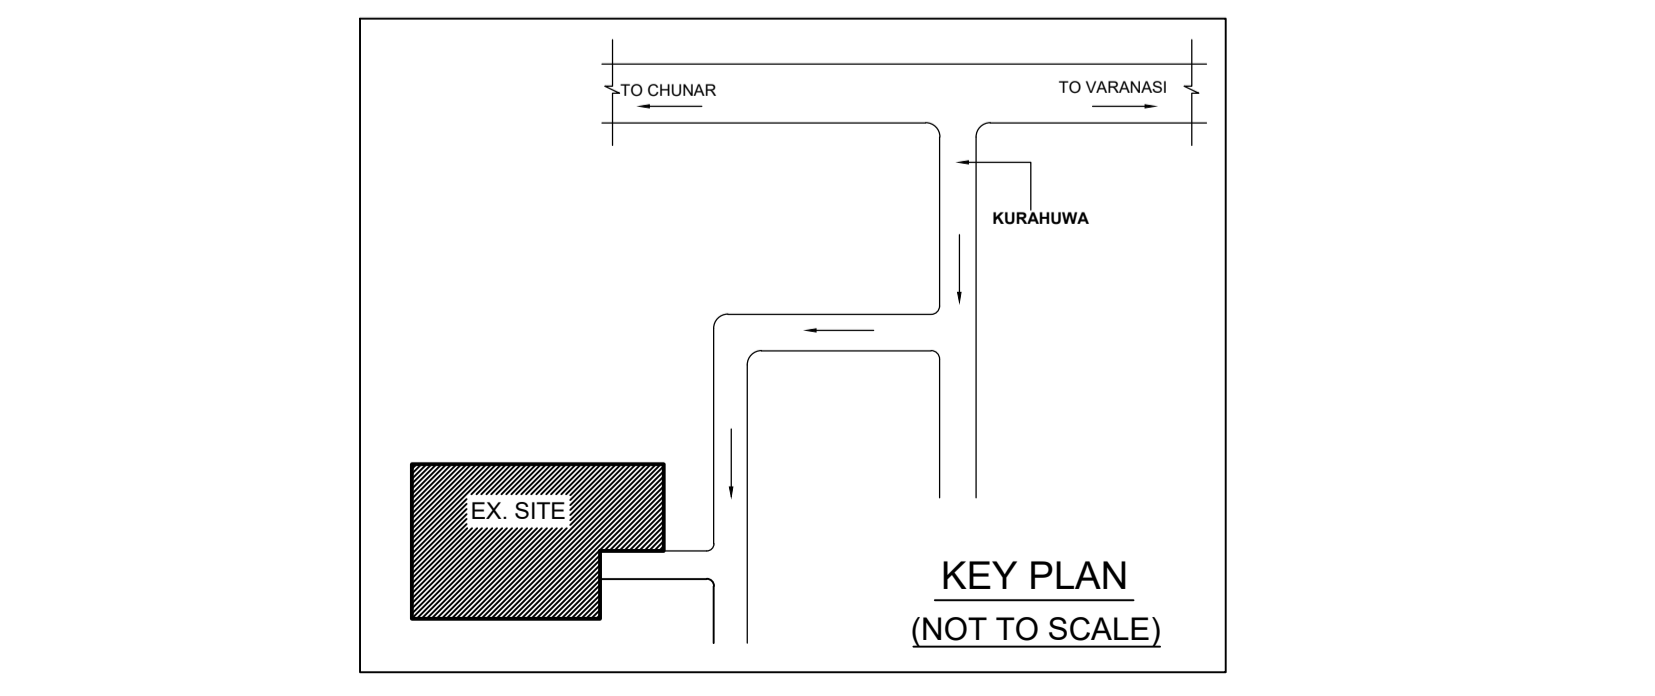 TO CHUNAR
TO VARANASI
KURAHUWA
EX. SITE
KEY PLAN
(NOT TO SCALE)